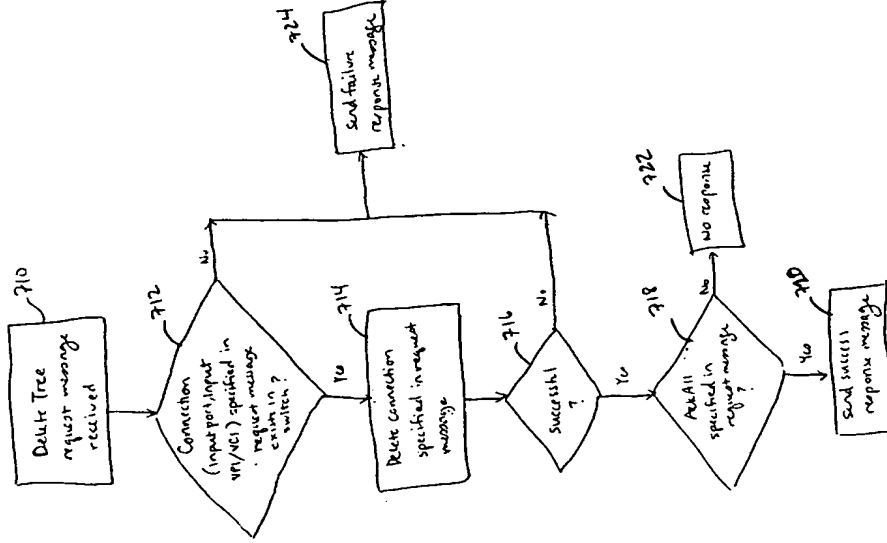 710
Delete Tree
request message
received
712
Connection
(input port, input
VPI/VCI) specified in
request message
exist in
switch?
No
Yes
724
Send failure
response message
714
Delete connection
specified in request
message
716
Successful
?
No
Yes
718
AckAll
specified in
request message
?
No
Yes
722
No response
Send success
response message